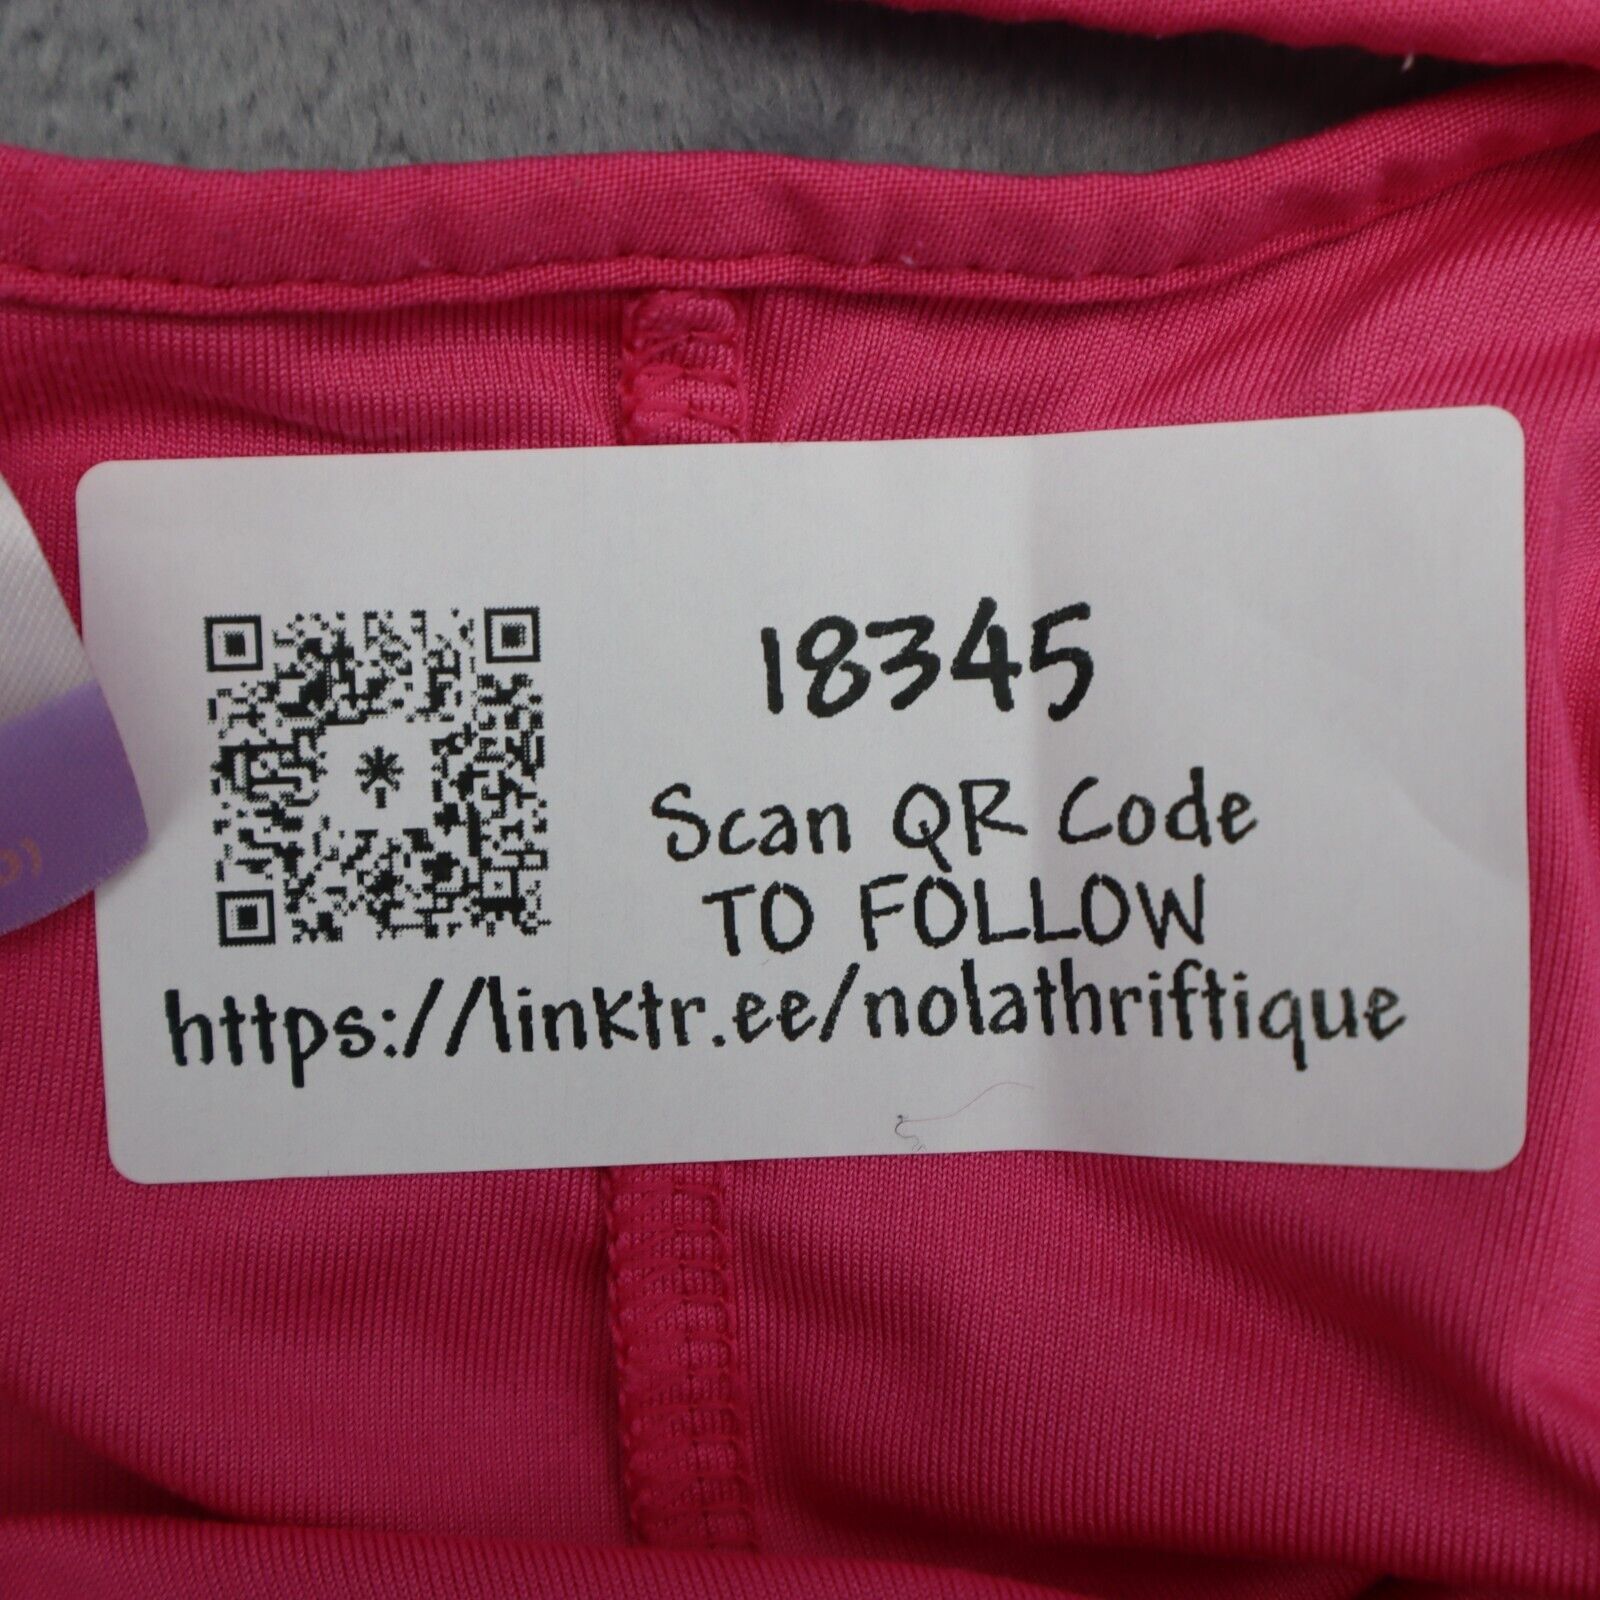 18345
Scan QR Code
TO FOLLOW
https://linktr.ee/nolathriftique